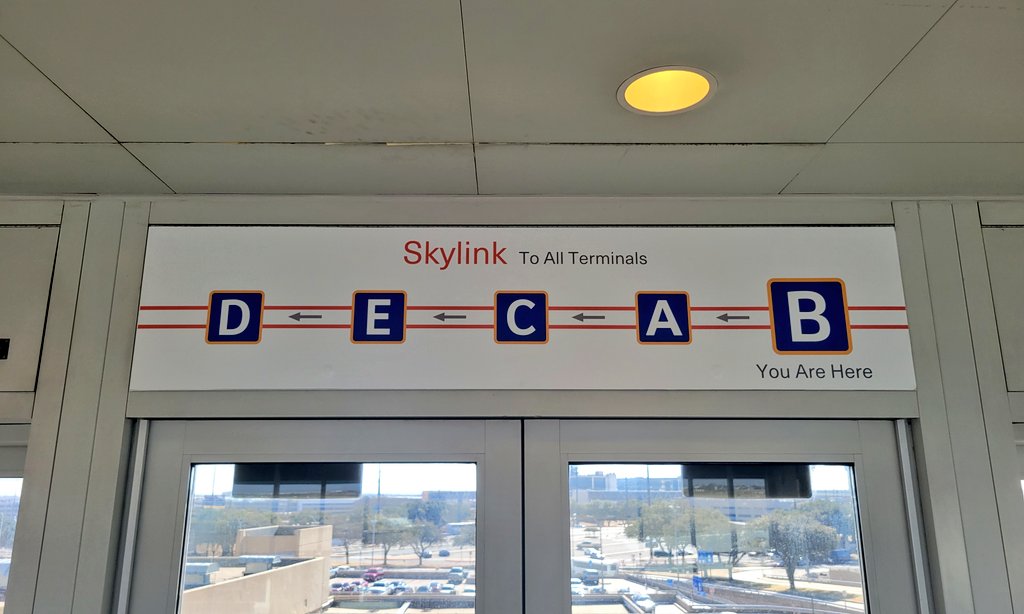 Skylink To All Terminals
D E C A B
You Are Here